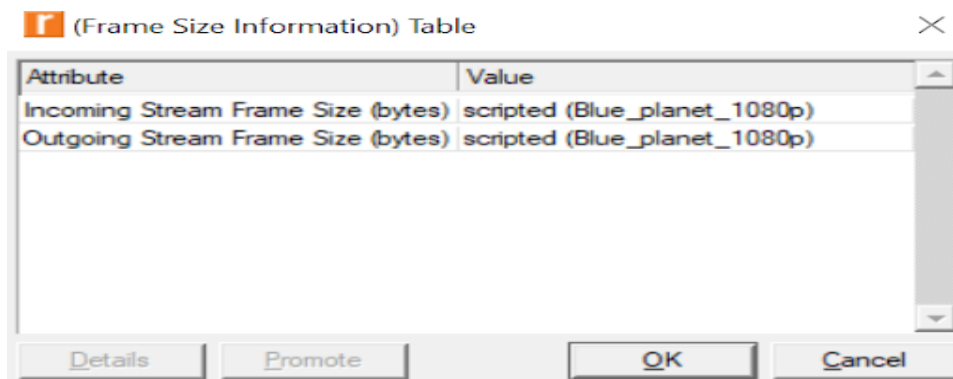 r (Frame Size Information) Table
Attribute Value
Incoming Stream Frame Size (bytes) scripted (Blue_planet_1080p)
Outgoing Stream Frame Size (bytes) scripted (Blue_planet_1080p)
Details Promote OK Cancel